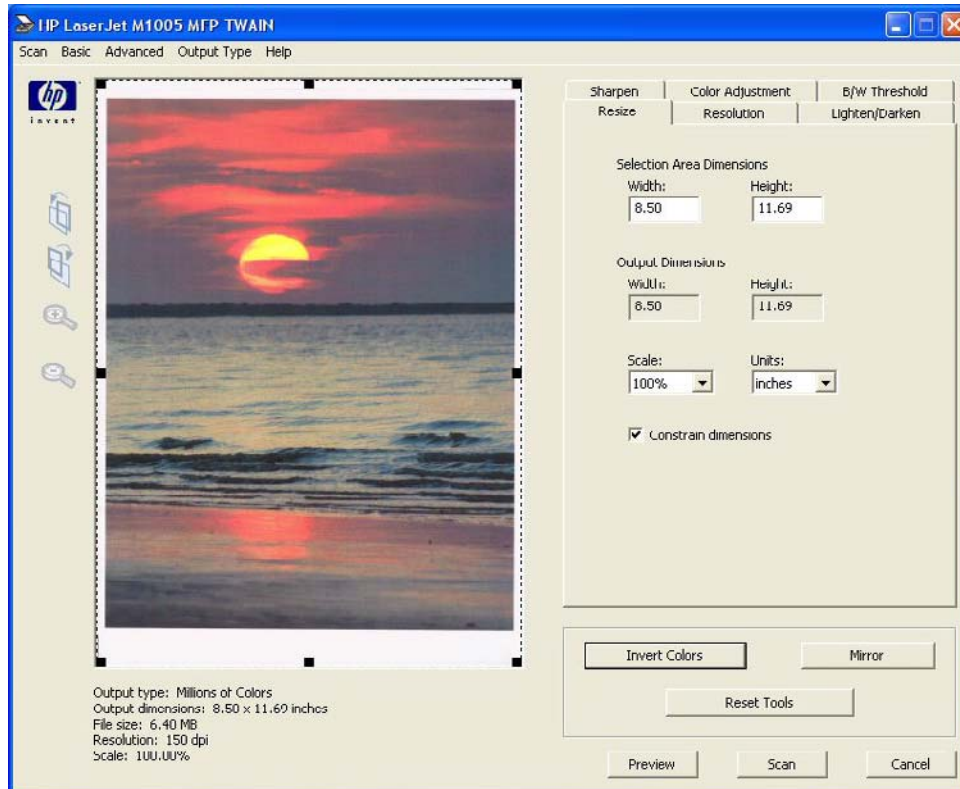 HP LaserJet M1005 MFP TWAIN
Scan Basic Advanced Output Type Help
hp
invent
Sharpen Color Adjustment B/W Threshold
Resize Resolution Lighten/Darken
Selection Area Dimensions
Width: Height:
8.50 11.69
Output Dimensions
Width: Height:
8.50 11.69
Scale: Units:
100% inches
Constrain dimensions
Invert Colors Mirror
Reset Tools
Output type: Millions of Colors
Output dimensions: 8.50 x 11.69 inches
File size: 6.40 MB
Resolution: 150 dpi
Scale: 100.00%
Preview Scan Cancel